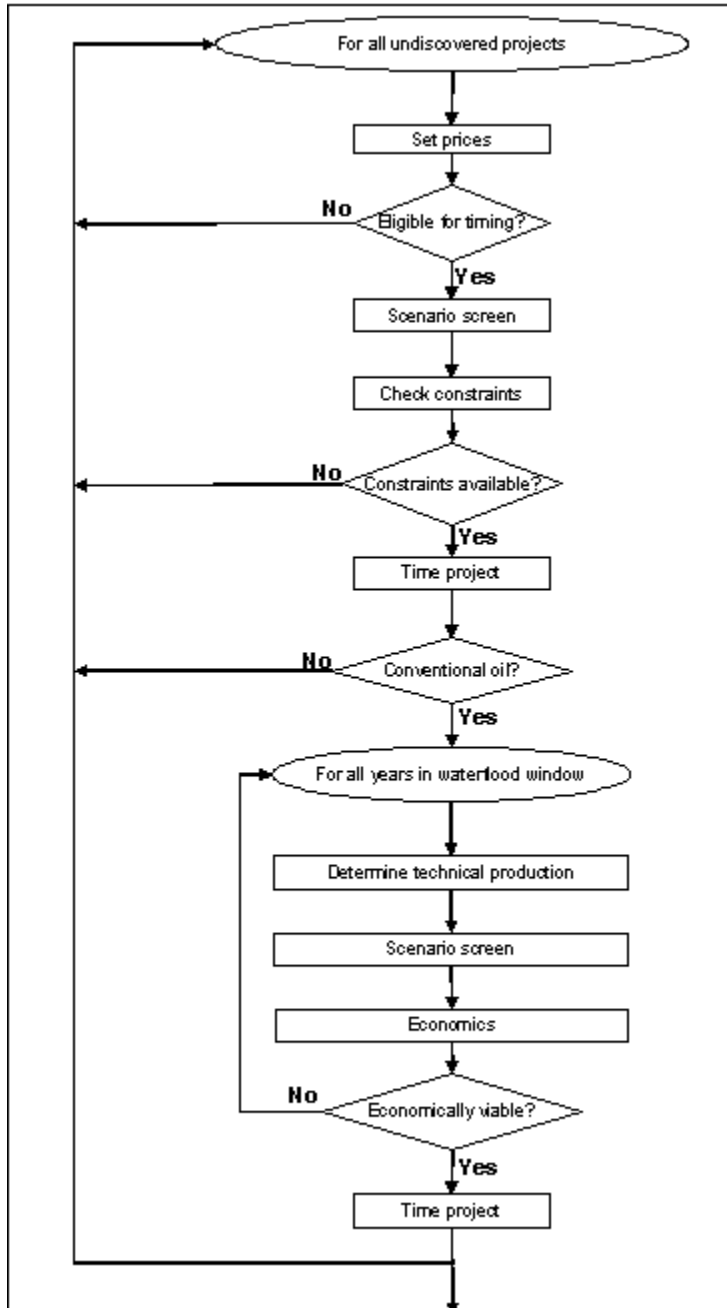 For all undiscovered projects
Set prices
No
Eligible for timing?
Yes
Scenario screen
Check constraints
No
Constraints available?
Yes
Time project
No
Conventional oil?
Yes
For all years in waterflood window
Determine technical production
Scenario screen
Economics
No
Economically viable?
Yes
Time project